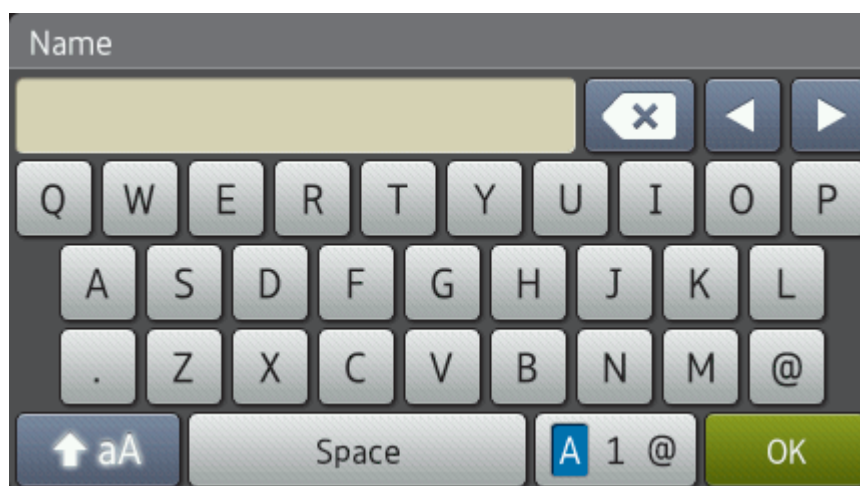 Name
Q W E R T Y U I O P
A S D F G H J K L
. Z X C V B N M @
aA Space A 1 @ OK